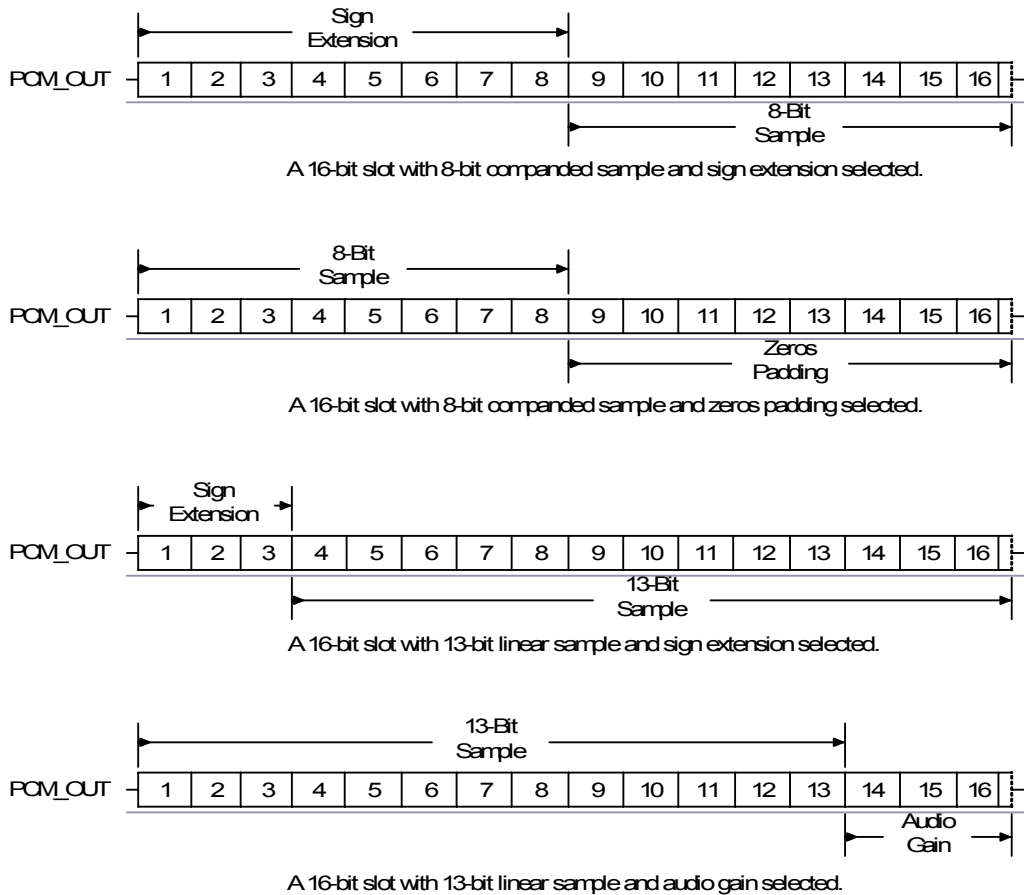 Sign
Extension
PCM_OUT 1 2 3 4 5 6 7 8 9 10 11 12 13 14 15 16
8-Bit
Sample
A 16-bit slot with 8-bit companded sample and sign extension selected.
8-Bit
Sample
PCM_OUT 1 2 3 4 5 6 7 8 9 10 11 12 13 14 15 16
Zeros
Padding
A 16-bit slot with 8-bit companded sample and zeros padding selected.
Sign
Extension
PCM_OUT 1 2 3 4 5 6 7 8 9 10 11 12 13 14 15 16
13-Bit
Sample
A 16-bit slot with 13-bit linear sample and sign extension selected.
13-Bit
Sample
PCM_OUT 1 2 3 4 5 6 7 8 9 10 11 12 13 14 15 16
Audio
Gain
A 16-bit slot with 13-bit linear sample and audio gain selected.